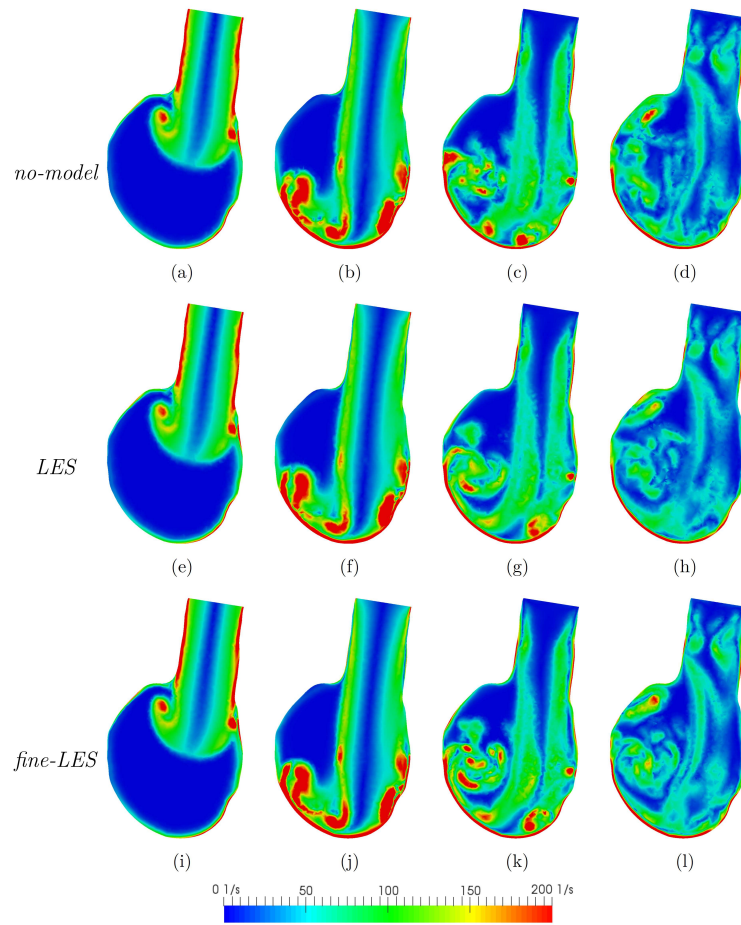 no-model
(a) (b) (c) (d)
LES
(e) (f) (g) (h)
fine-LES
(i) (j) (k) (l)
0 1/s 50 100 150 200 1/s